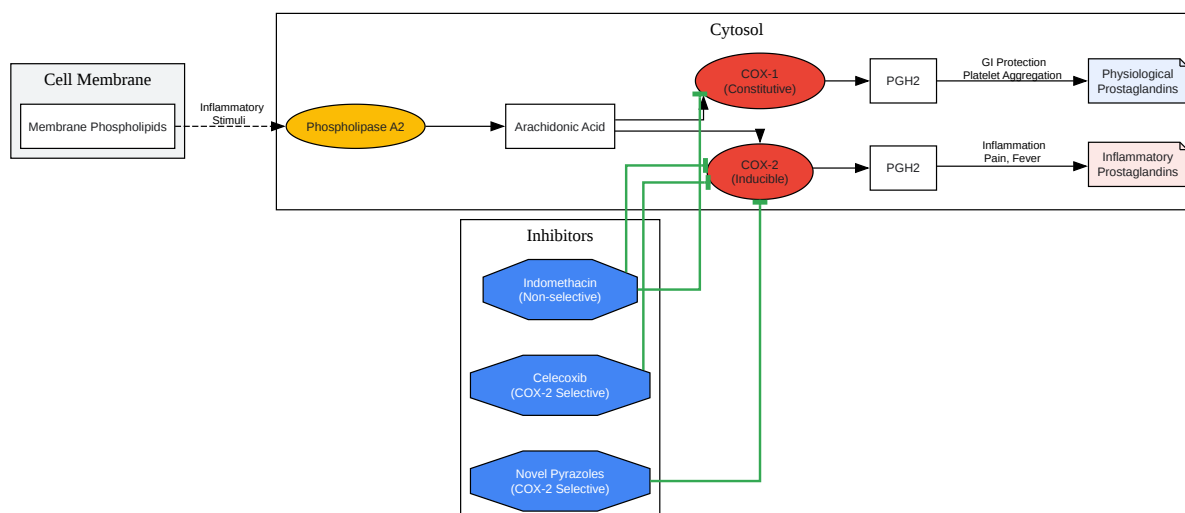 Cytosol
Cell Membrane
Membrane Phospholipids
Inflammatory
Stimuli
Phospholipase A2
Arachidonic Acid
COX-1
(Constitutive)
PGH2
GI Protection
Platelet Aggregation
Physiological
Prostaglandins
COX-2
(Inducible)
PGH2
Inflammation
Pain, Fever
Inflammatory
Prostaglandins
Inhibitors
Indomethacin
(Non-selective)
Celecoxib
(COX-2 Selective)
Novel Pyrazoles
(COX-2 Selective)